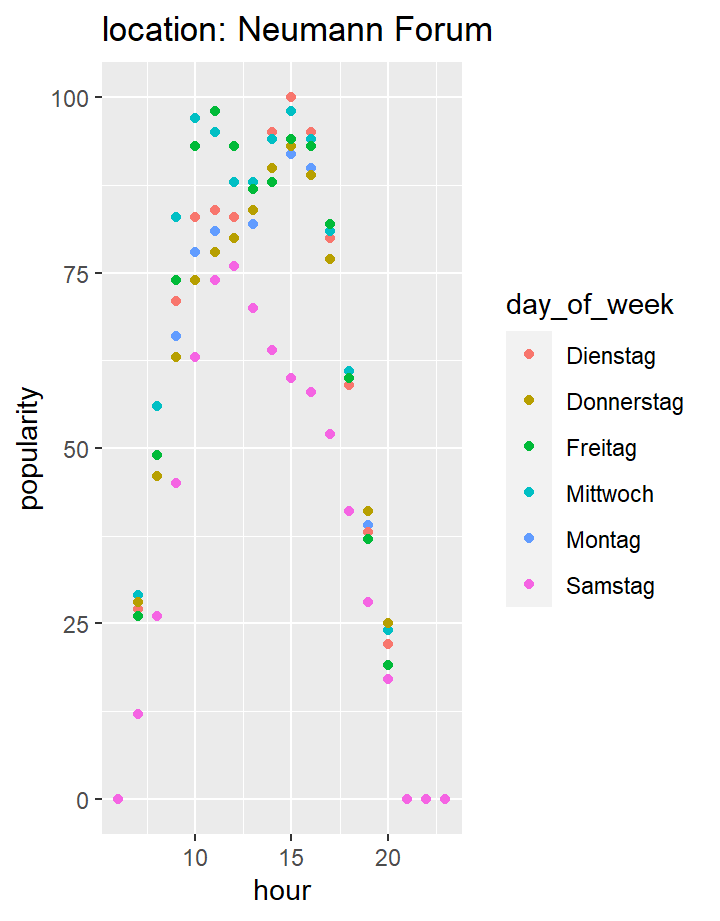 location: Neumann Forum
100
75
50
25
0
popularity
10 15 20
hour
day_of_week
Dienstag
Donnerstag
Freitag
Mittwoch
Montag
Samstag